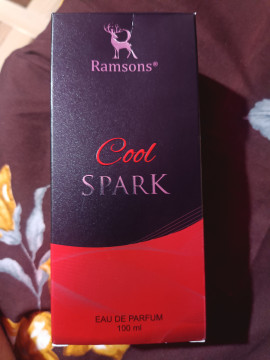 Ramsons®
Cool
SPARK
EAU DE PARFUM
100 ml